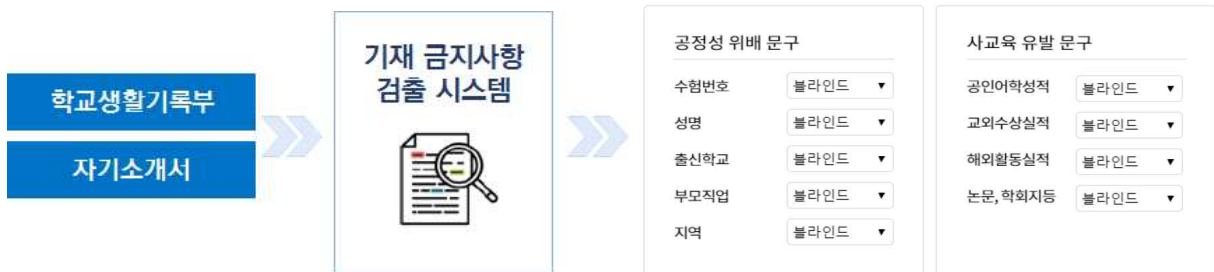 학교생활기록부
자기소개서
기재 금지사항
검출 시스템
공정성 위배 문구
수험번호 블라인드 ▼
성명 블라인드 ▼
출신학교 블라인드 ▼
부모직업 블라인드 ▼
지역 블라인드 ▼
사교육 유발 문구
공인어학성적 블라인드 ▼
교외수상실적 블라인드 ▼
해외활동실적 블라인드 ▼
논문, 학회지등 블라인드 ▼